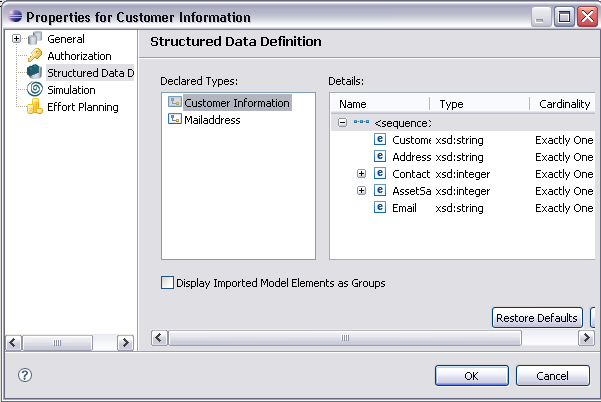 Properties for Customer Information
General
Authorization
Structured Data D
Simulation
Effort Planning
Structured Data Definition
Declared Types:
Customer Information
Mailaddress
Details:
Name Type Cardinality
<sequence>
e Custome xsd:string Exactly One
e Address xsd:string Exactly One
e Contact xsd:integer Exactly One
e AssetSa xsd:integer Exactly One
e Email xsd:string Exactly One
Display Imported Model Elements as Groups
Restore Defaults
? OK Cancel